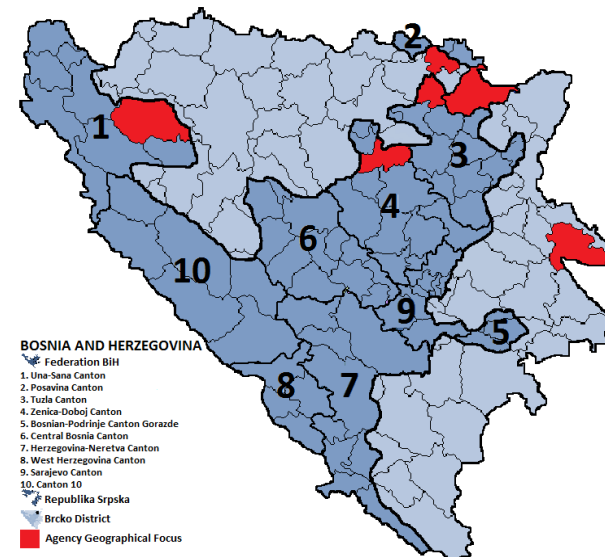 2
1
3
4
6
10
9
5
8
7
BOSNIA AND HERZEGOVINA
Federation BiH
1. Una-Sana Canton
2. Posavina Canton
3. Tuzla Canton
4. Zenica-Doboj Canton
5. Bosnian-Podrinje Canton Gorazde
6. Central Bosnia Canton
7. Herzegovina-Neretva Canton
8. West Herzegovina Canton
9. Sarajevo Canton
10. Canton 10
Republika Srpska
Brcko District
Agency Geographical Focus